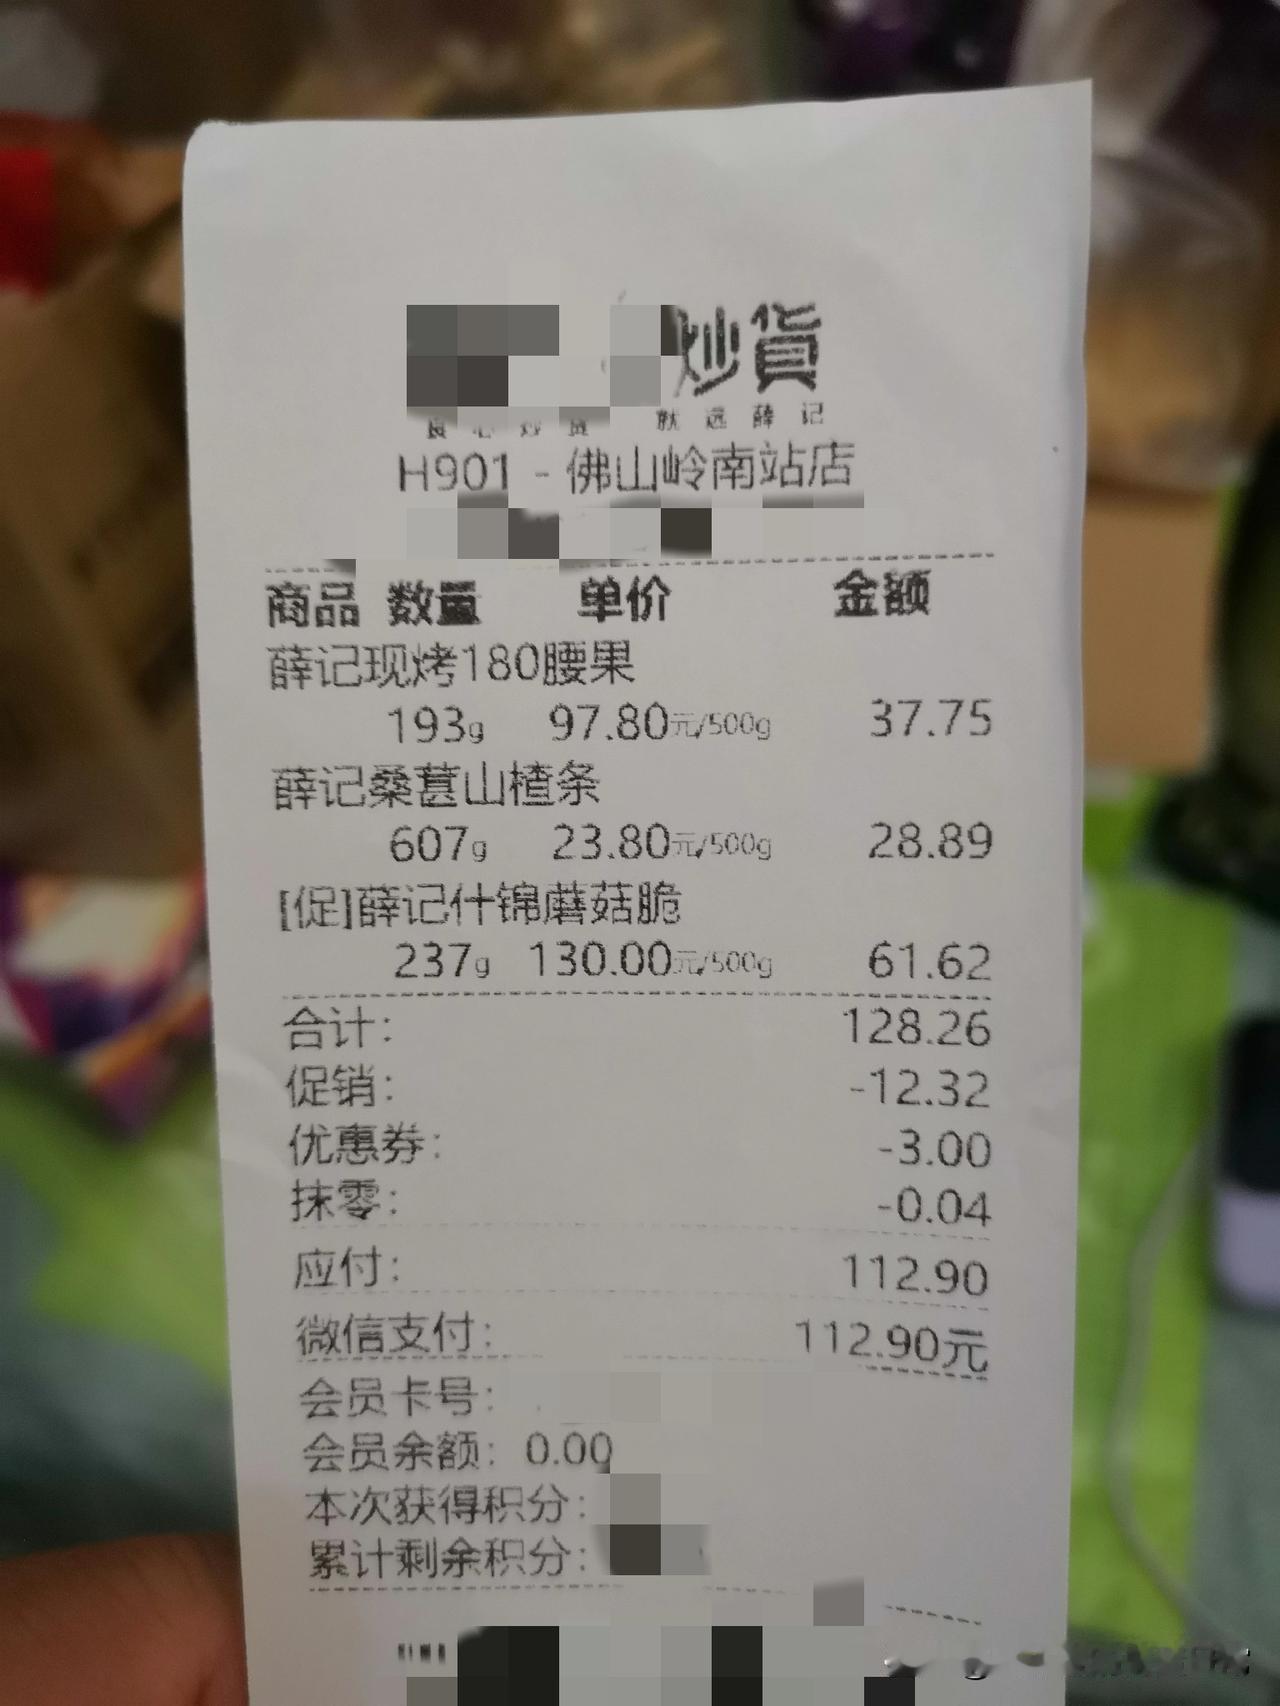 炒貨
良心炒货 就选薛记
H901 - 佛山岭南站店
商品 数量 单价 金额
薛记现烤180腰果
193g 97.80元/500g 37.75
薛记桑葚山楂条
607g 23.80元/500g 28.89
[促]薛记什锦蘑菇脆
237g 130.00元/500g 61.62
合计: 128.26
促销: -12.32
优惠券: -3.00
抹零: -0.04
应付: 112.90
微信支付: 112.90元
会员卡号:
会员余额: 0.00
本次获得积分:
累计剩余积分: